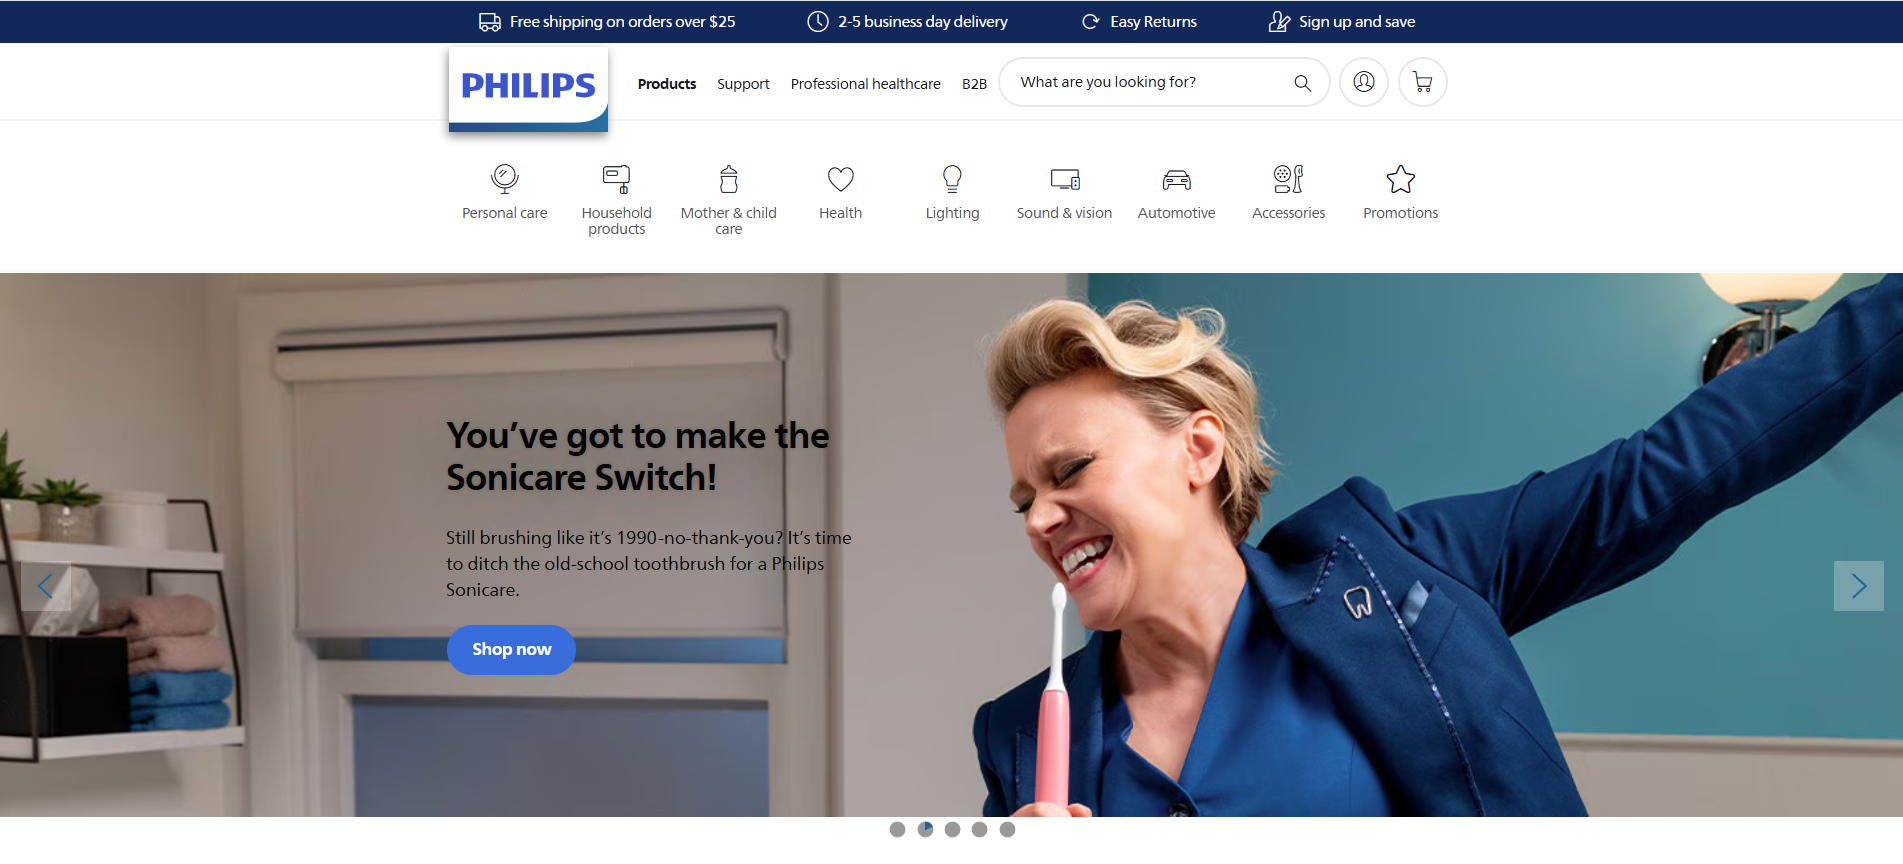 Free shipping on orders over $25
2-5 business day delivery
Easy Returns
Sign up and save
PHILIPS
Products
Support
Professional healthcare
B2B
What are you looking for?
Personal care
Household
products
Mother & child
care
Health
Lighting
Sound & vision
Automotive
Accessories
Promotions
You’ve got to make the
Sonicare Switch!
Still brushing like it’s 1990-no-thank-you? It’s time
to ditch the old-school toothbrush for a Philips
Sonicare.
Shop now